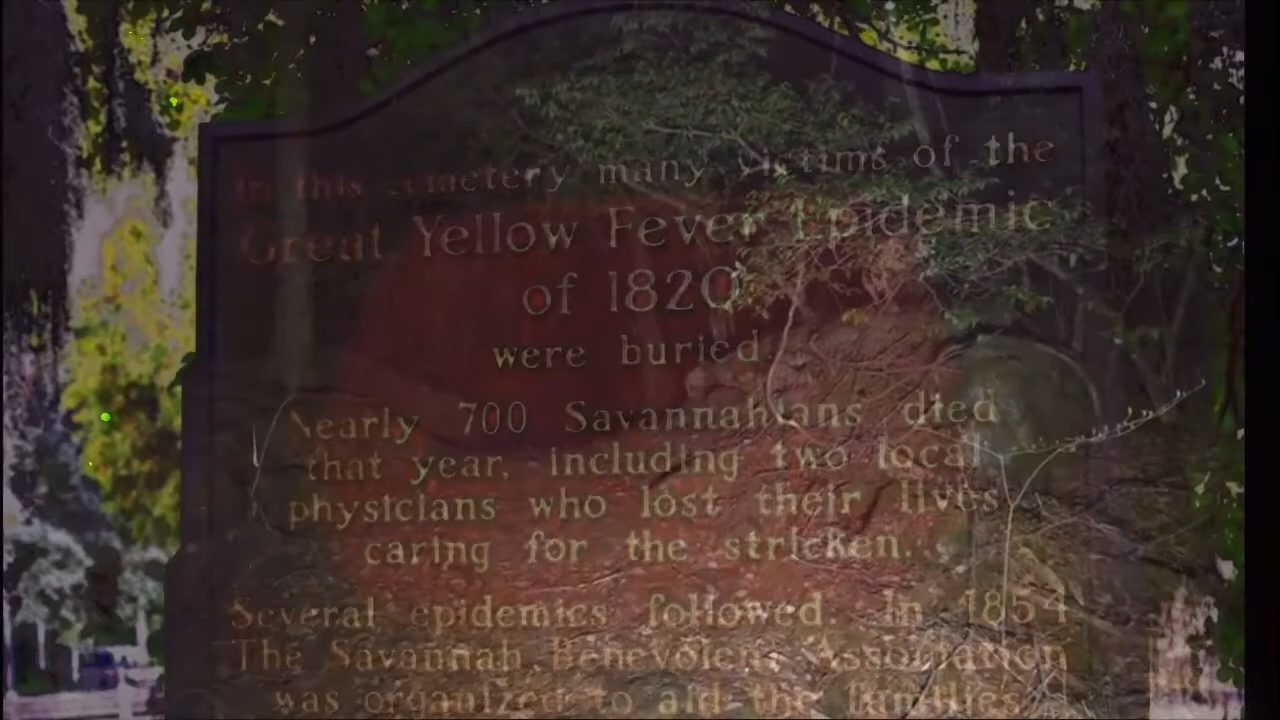 In this cemetery many victims of the
Great Yellow Fever Epidemic
of 1820
were buried.
Nearly 700 Savannahians died
that year, including two local
physicians who lost their lives
caring for the stricken.
Several epidemics followed. In 1854
The Savannah Benevolent Association
was organized to aid the families